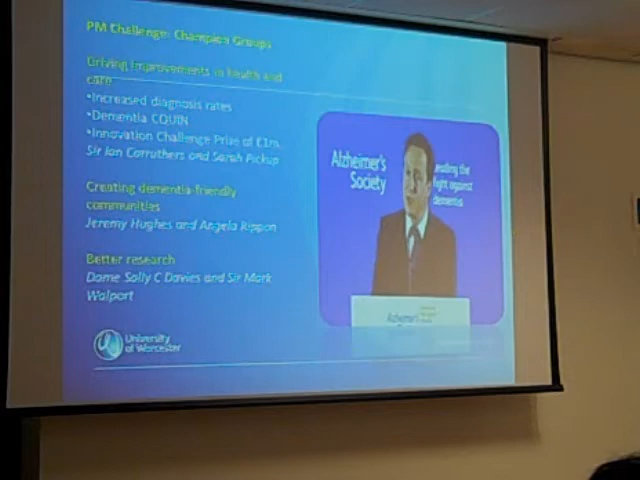 PM Challenge: Champion Groups
Driving improvements in health and
care
•Increased diagnosis rates
•Dementia CQUIN
•Innovation Challenge Prize of £1m
Sir Ian Carruthers and Sarah Pickup
Creating dementia-friendly
communities
Jeremy Hughes and Angela Rippon
Better research
Dame Sally C Davies and Sir Mark
Walport
University
of Worcester
Alzheimer's
Society
Leading the
fight against
dementia
Alzheimer's